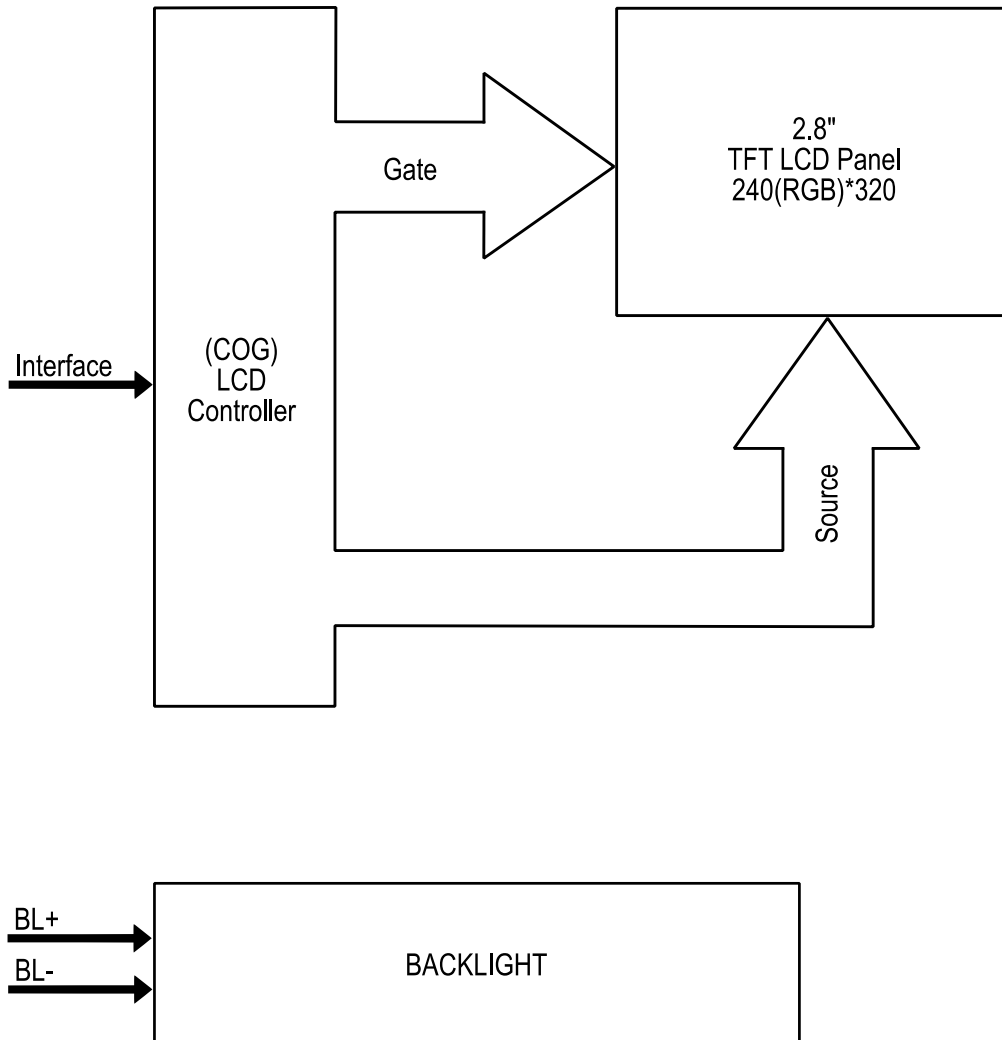 2.8"
TFT LCD Panel
240(RGB)*320
Gate
Interface
(COG)
LCD
Controller
Source
BL+
BL-
BACKLIGHT